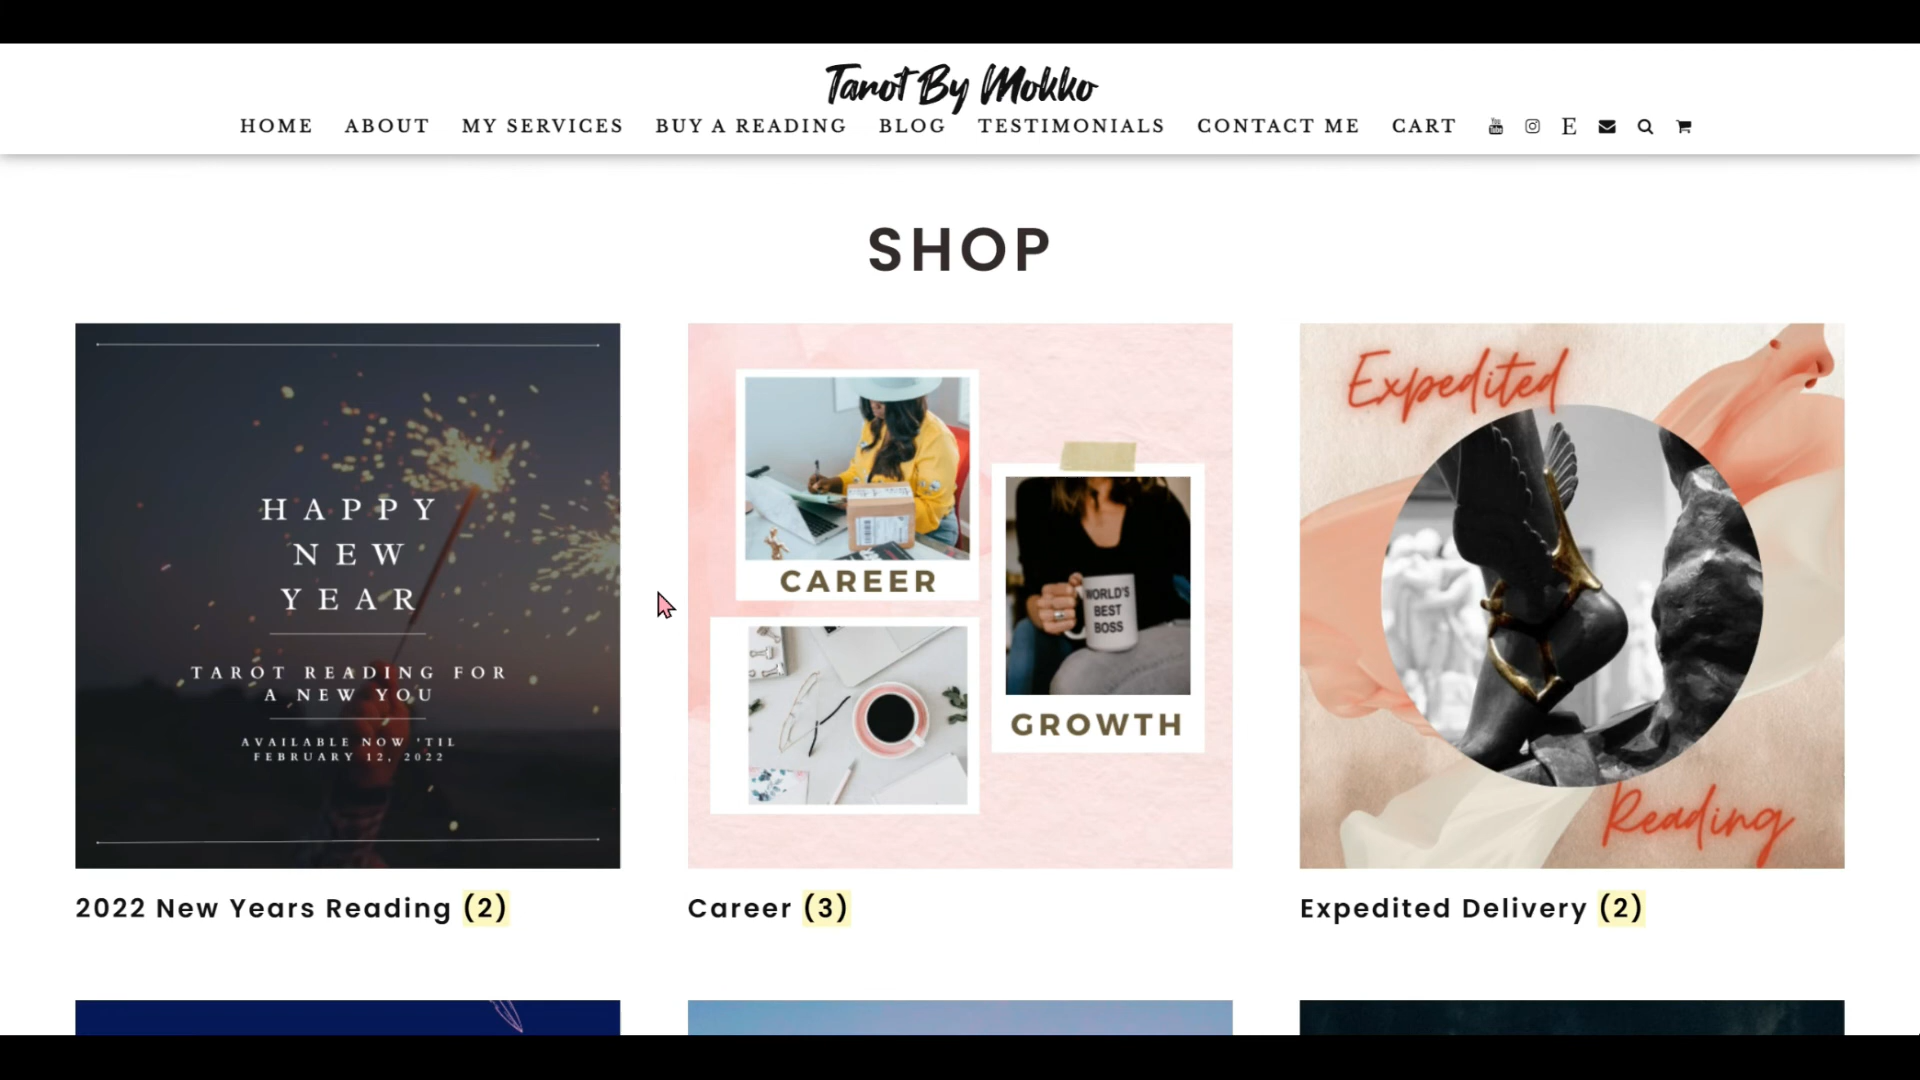 Tarot By Mokko
HOME ABOUT MY SERVICES BUY A READING BLOG TESTIMONIALS CONTACT ME CART E
SHOP
HAPPY
NEW
YEAR
TAROT READING FOR
A NEW YOU
AVAILABLE NOW 'TIL
FEBRUARY 12, 2022
CAREER
WORLD'S
BEST
BOSS
GROWTH
Expedited
Reading
2022 New Years Reading (2)
Career (3)
Expedited Delivery (2)